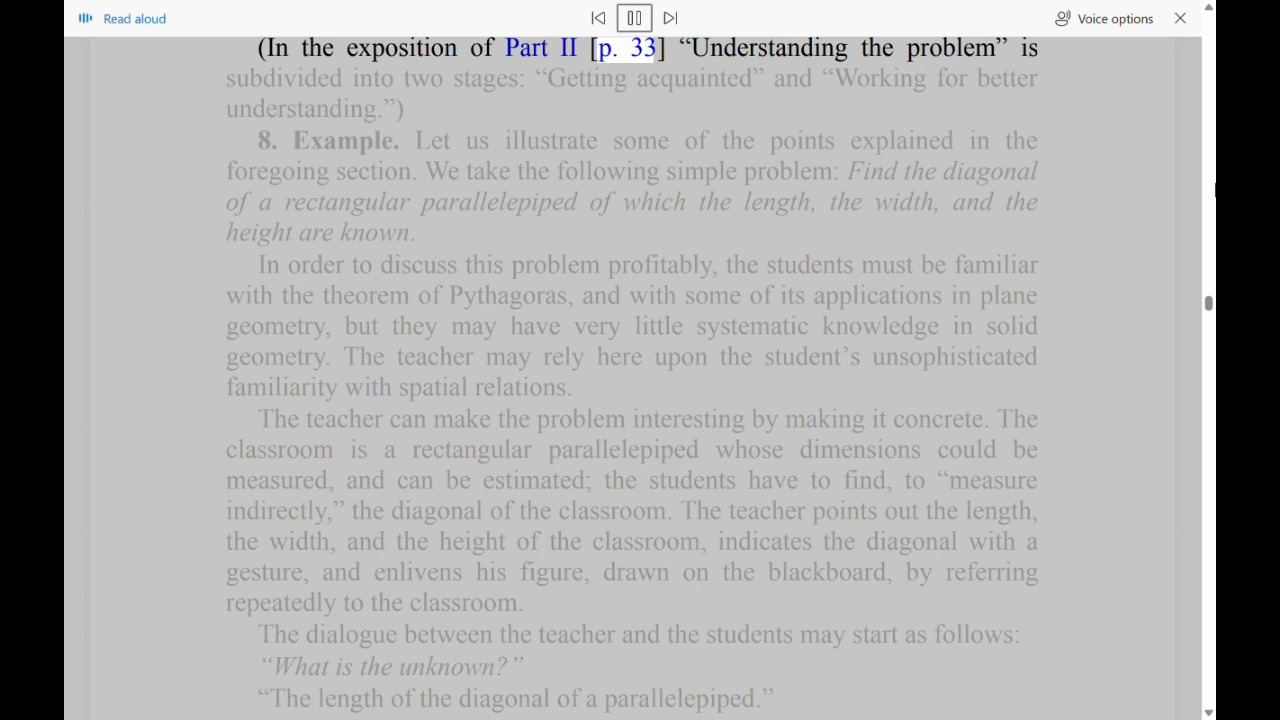 Read aloud
Voice options
(In the exposition of Part II [p. 33] “Understanding the problem” is
subdivided into two stages: “Getting acquainted” and “Working for better
understanding.”)
8. Example. Let us illustrate some of the points explained in the
foregoing section. We take the following simple problem: Find the diagonal
of a rectangular parallelepiped of which the length, the width, and the
height are known.
In order to discuss this problem profitably, the students must be familiar
with the theorem of Pythagoras, and with some of its applications in plane
geometry, but they may have very little systematic knowledge in solid
geometry. The teacher may rely here upon the student’s unsophisticated
familiarity with spatial relations.
The teacher can make the problem interesting by making it concrete. The
classroom is a rectangular parallelepiped whose dimensions could be
measured, and can be estimated; the students have to find, to “measure
indirectly,” the diagonal of the classroom. The teacher points out the length,
the width, and the height of the classroom, indicates the diagonal with a
gesture, and enlivens his figure, drawn on the blackboard, by referring
repeatedly to the classroom.
The dialogue between the teacher and the students may start as follows:
“What is the unknown?”
“The length of the diagonal of a parallelepiped.”